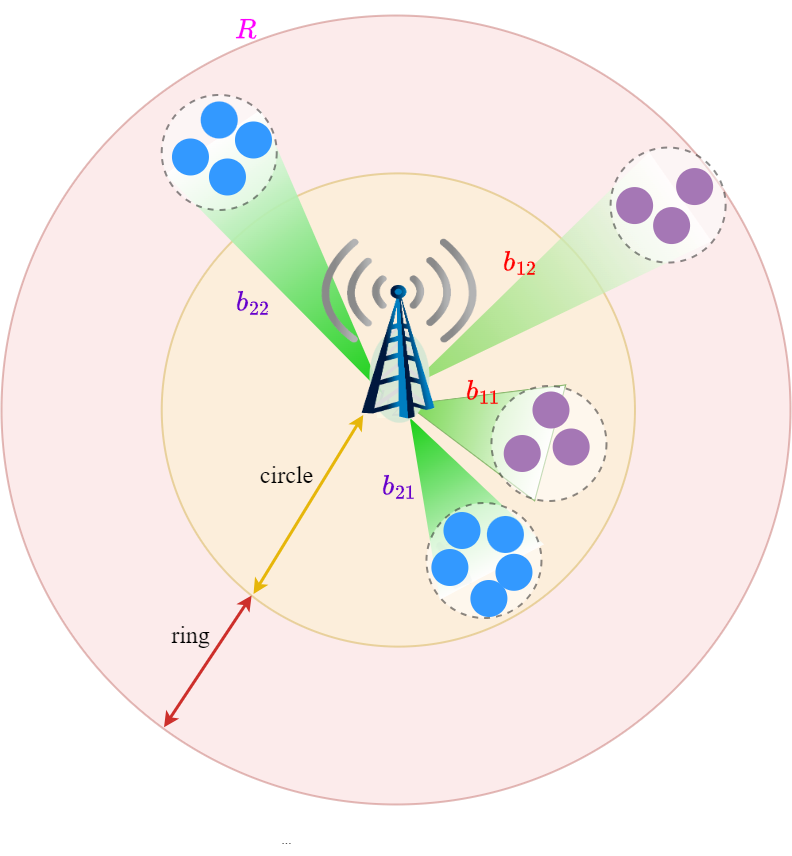 R
b₁₂
b₂₂
b₁₁
circle
b₂₁
ring
...